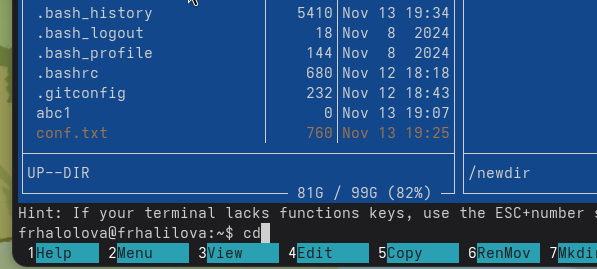 .bash_history 5410 Nov 13 19:34
.bash_logout 18 Nov 8 2024
.bash_profile 144 Nov 8 2024
.bashrc 680 Nov 12 18:18
.gitconfig 232 Nov 12 18:43
abc1 0 Nov 13 19:07
conf.txt 760 Nov 13 19:25
UP--DIR
/newdir
81G / 99G (82%)
Hint: If your terminal lacks functions keys, use the ESC+number s
frhalolova@frhalilova:~$ cd
1Help 2Menu 3View 4Edit 5Copy 6RenMov 7Mkdi